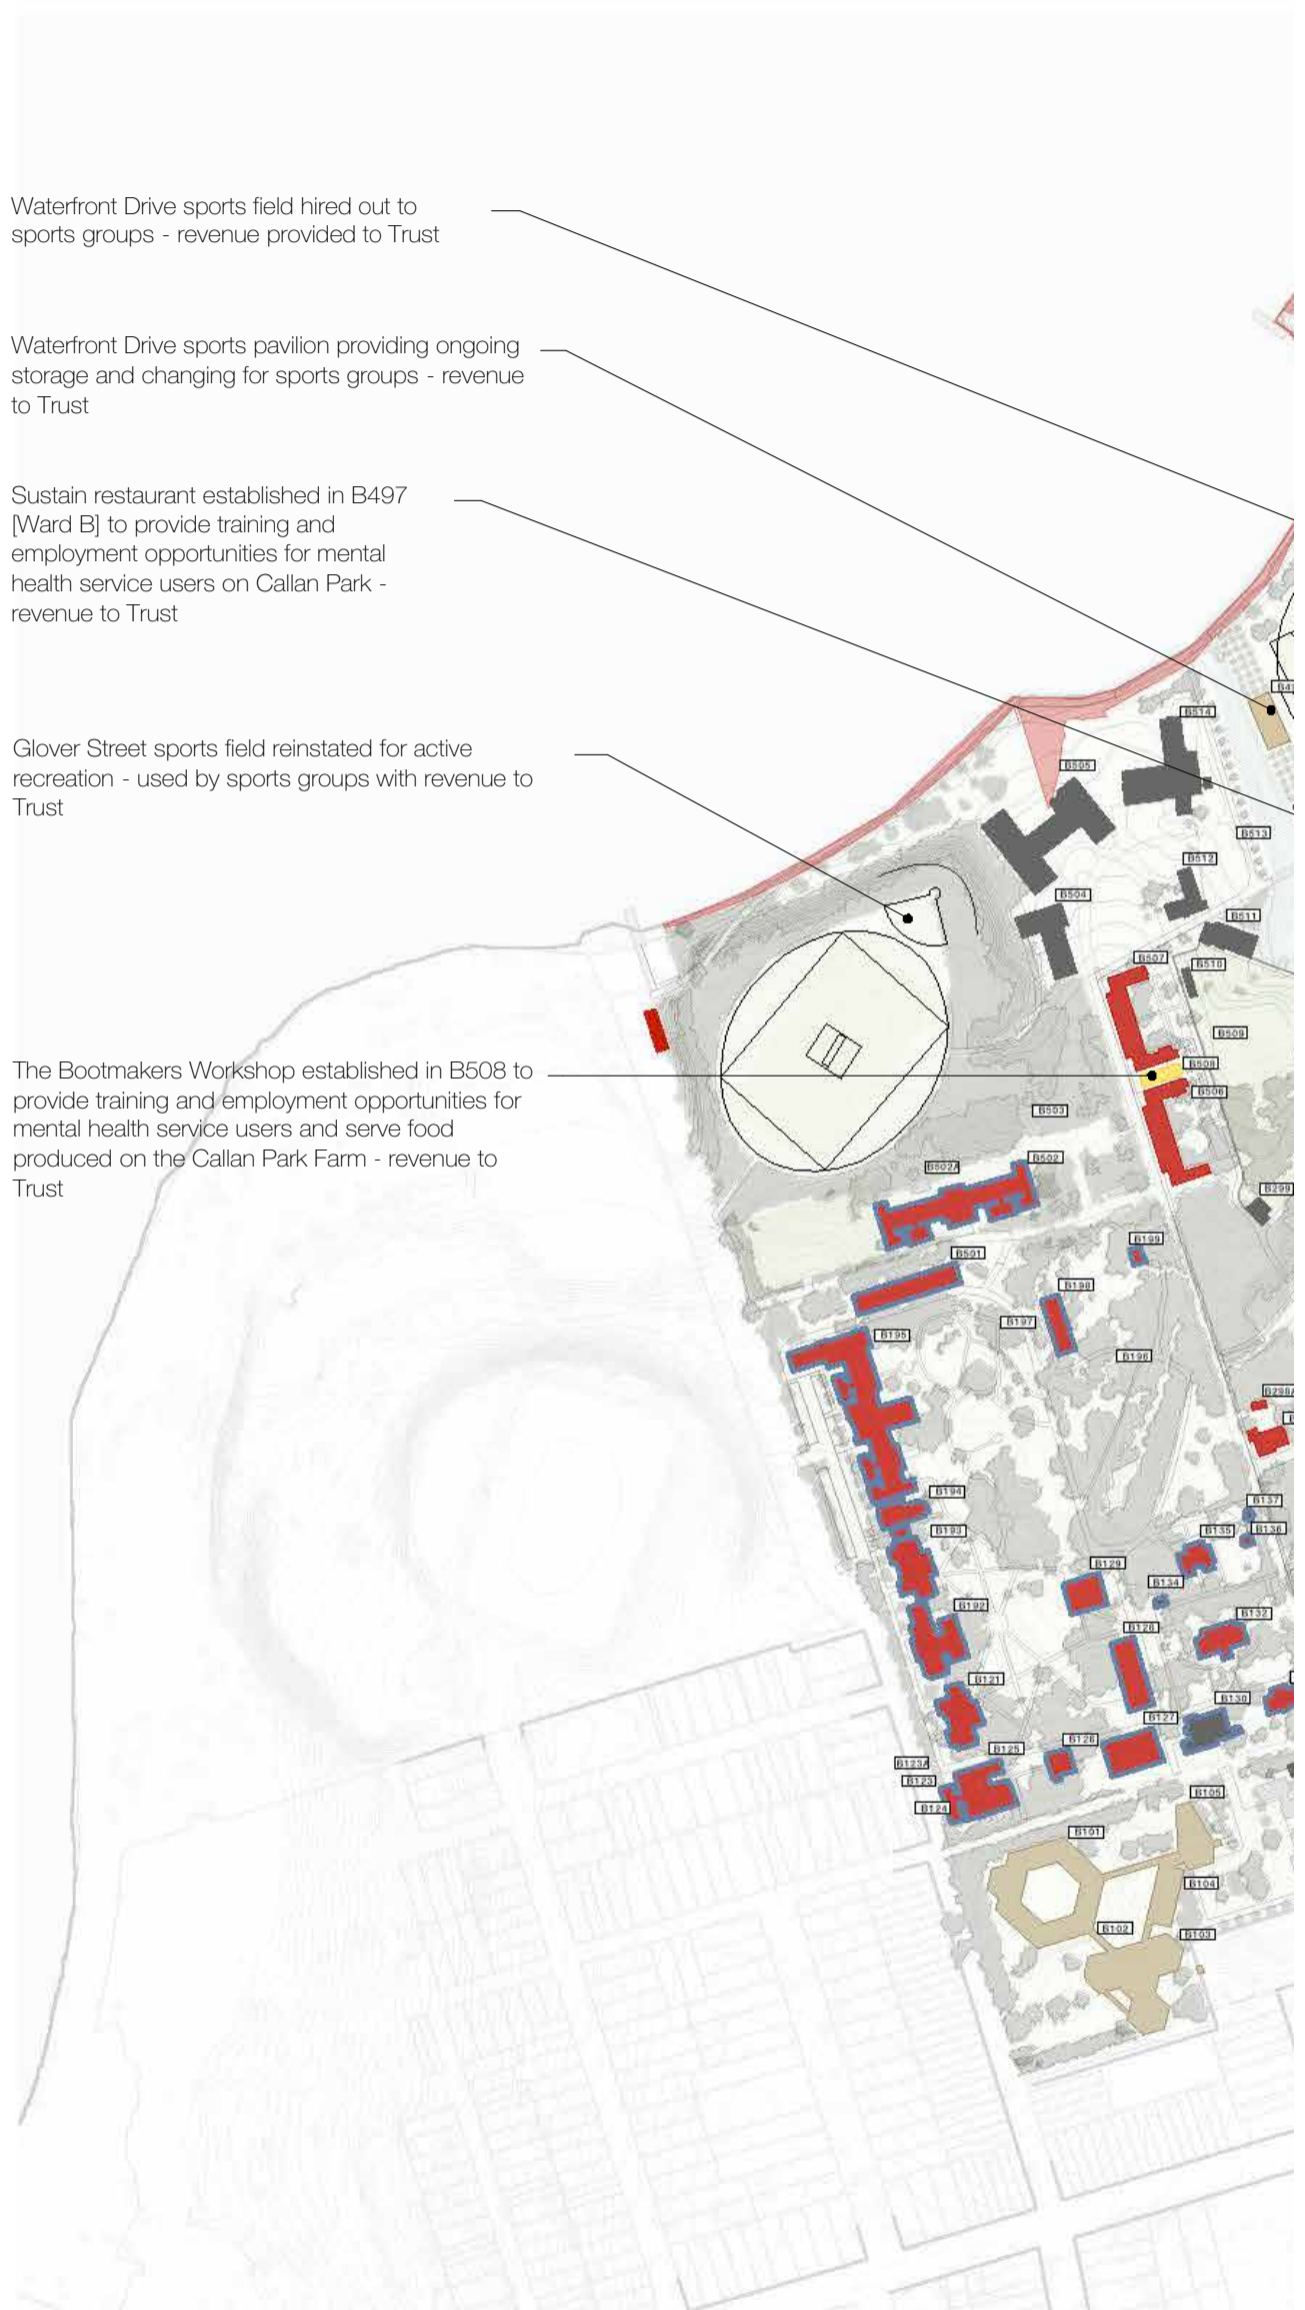 Waterfront Drive sports field hired out to
sports groups - revenue provided to Trust
Waterfront Drive sports pavilion providing ongoing
storage and changing for sports groups - revenue
to Trust
Sustain restaurant established in B497
[Ward B] to provide training and
employment opportunities for mental
health service users on Callan Park -
revenue to Trust
Glover Street sports field reinstated for active
recreation - used by sports groups with revenue to
Trust
The Bootmakers Workshop established in B508 to
provide training and employment opportunities for
mental health service users and serve food
produced on the Callan Park Farm - revenue to
Trust
B514
B505
B513
B512
B504
B511
B507
B510
B509
B508
B506
B503
B502
B502A
B299
B199
B501
B198
B197
B195
B196
B298A
B194
B137
B193
B135
B136
B129
B134
B192
B132
B128
B121
B130
B127
B126
B125
B123A
B123
B124
B105
B101
B104
B102
B103